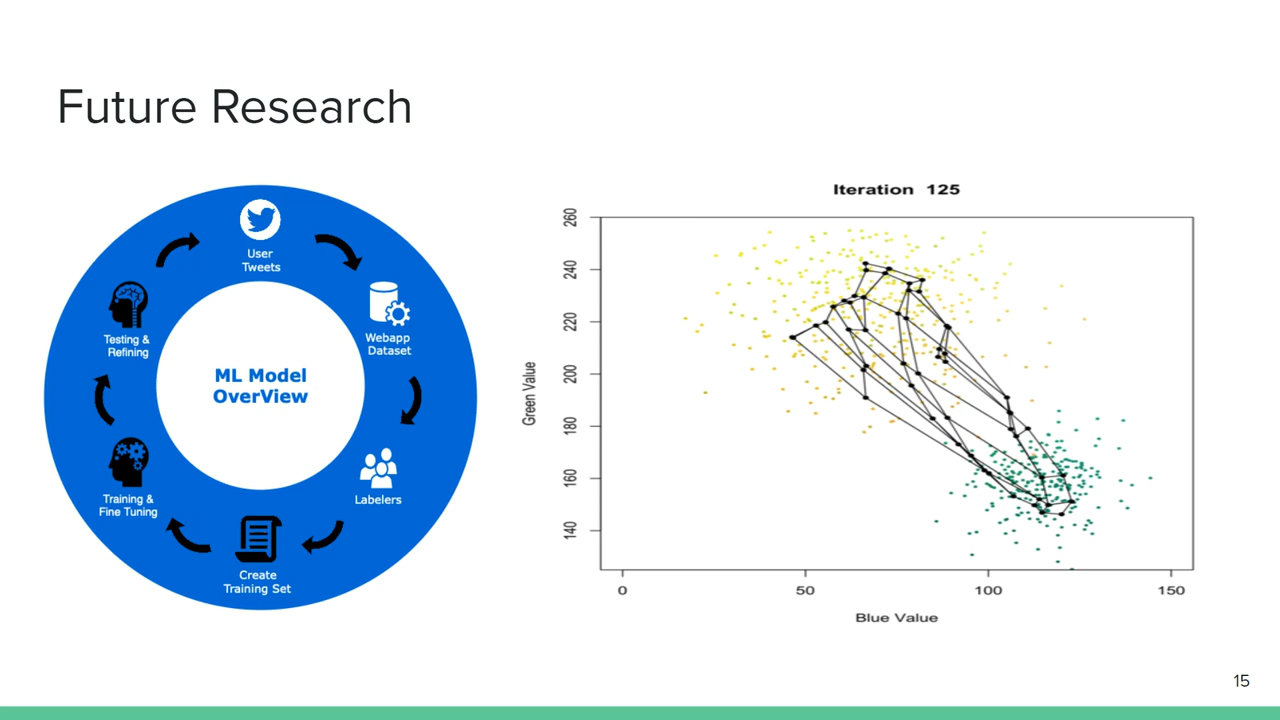 Future Research
User
Tweets
Webapp
Dataset
Labelers
Create
Training Set
Training &
Fine Tuning
Testing &
Refining
ML Model
OverView
Iteration 125
Green Value
260
240
220
200
180
160
140
0 50 100 150
Blue Value
15